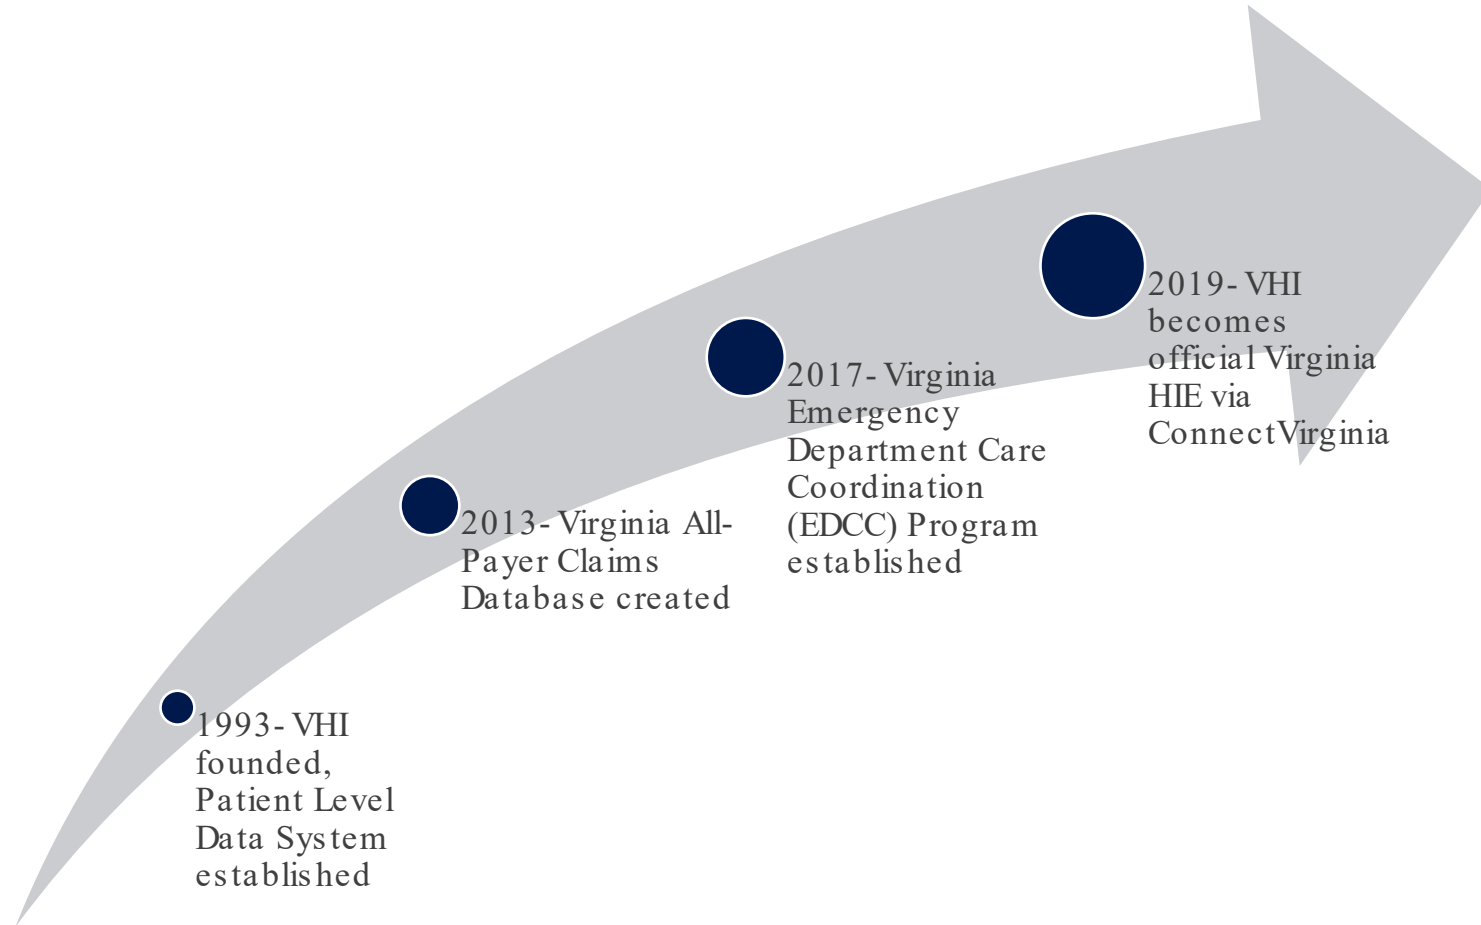 1993- VHI
founded,
Patient Level
Data System
established
2013- Virginia All-
Payer Claims
Database created
2017- Virginia
Emergency
Department Care
Coordination
(EDCC) Program
established
2019- VHI
becomes
official Virginia
HIE via
ConnectVirginia